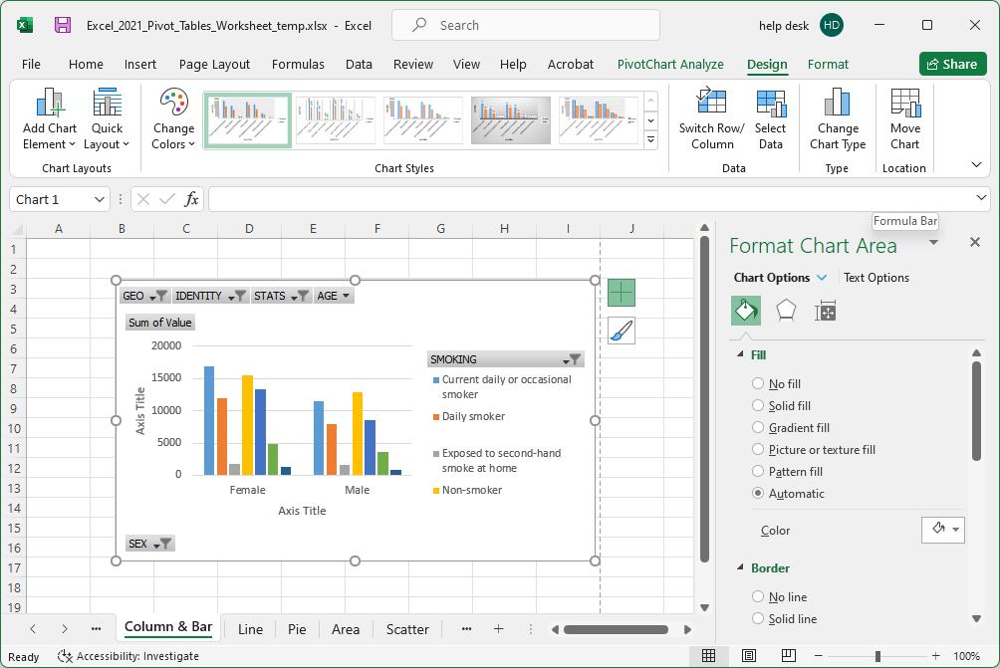 Excel_2021_Pivot_Tables_Worksheet_temp.xlsx - Excel
Search
help desk HD
File Home Insert Page Layout Formulas Data Review View Help Acrobat PivotChart Analyze Design Format Share
Add Chart Element
Quick Layout
Change Colors
Switch Row/ Column
Select Data
Change Chart Type
Move Chart
Chart Layouts Chart Styles Data Type Location
Chart 1 fx
Formula Bar
A B C D E F G H I J
1
2
3
4
5
6
7
8
9
10
11
12
13
14
15
16
17
18
19
GEO IDENTITY STATS AGE
Sum of Value
20000
15000
10000
5000
0
Axis Title
Female Male
Axis Title
SMOKING
Current daily or occasional
smoker
Daily smoker
Exposed to second-hand
smoke at home
Non-smoker
SEX
Format Chart Area
Chart Options Text Options
Fill
No fill
Solid fill
Gradient fill
Picture or texture fill
Pattern fill
Automatic
Color
Border
No line
Solid line
Column & Bar Line Pie Area Scatter
Ready Accessibility: Investigate 100%